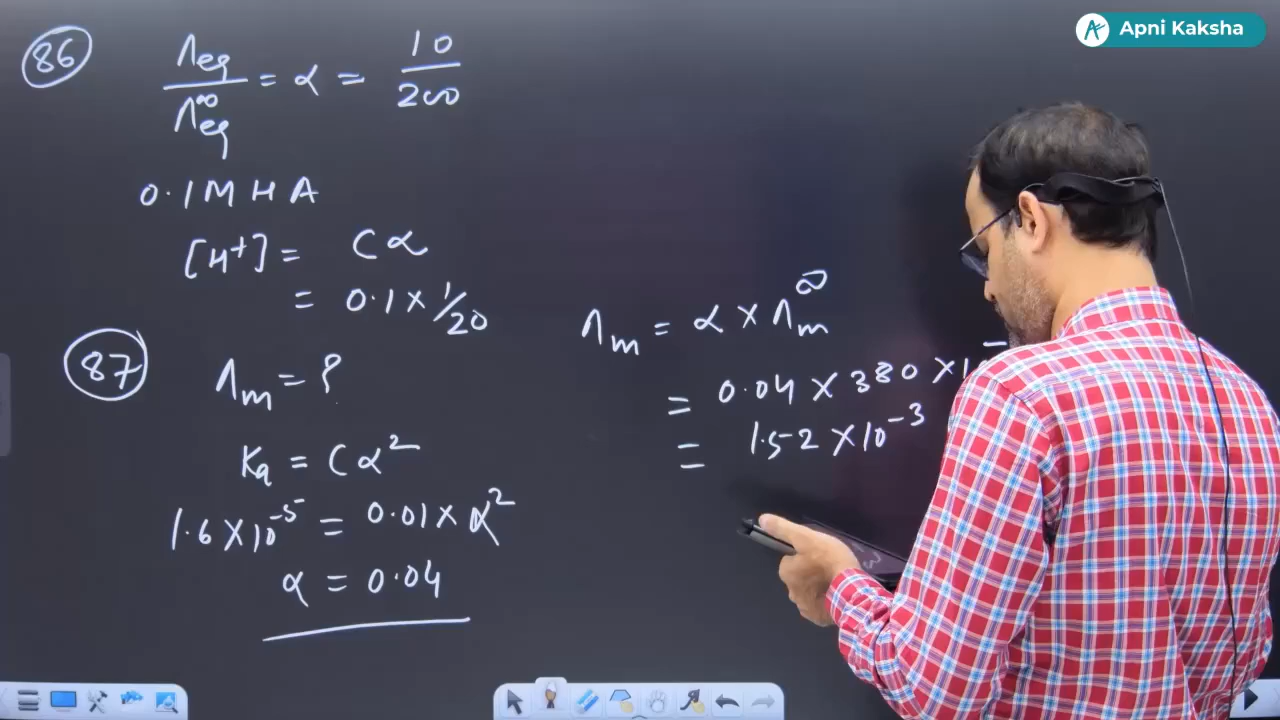 Apni Kaksha
86
Λeq / Λ∞eq = α = 10 / 200
0.1 M H A
[H+] = Cα
= 0.1 × 1/20
87
Λm = ?
Ka = Cα²
1.6 × 10⁻⁵ = 0.01 × α²
α = 0.04
Λm = α × Λ∞m
= 0.04 × 380 × 1
= 1.52 × 10⁻³